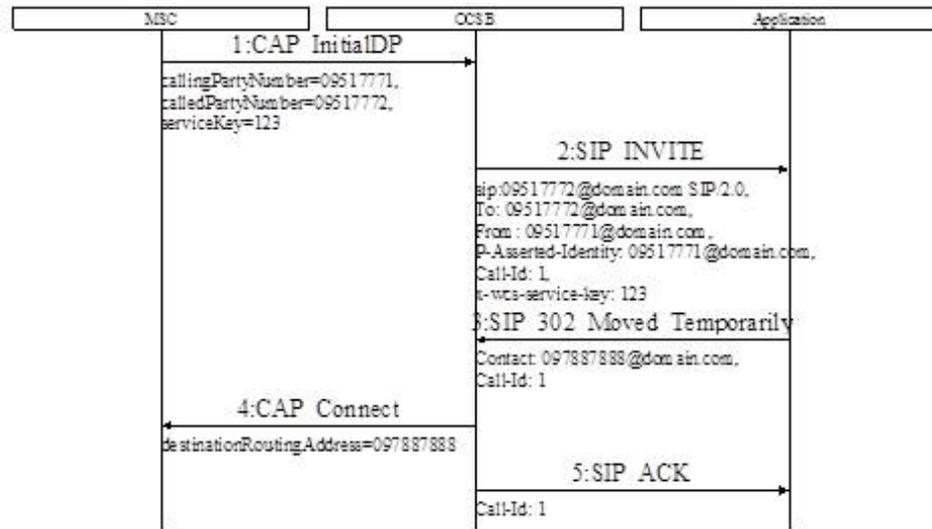 MSC OCSB Application
1:CAP InitialDP
callingPartyNumber=09517771,
calledPartyNumber=09517772,
serviceKey=123
2:SIP INVITE
sip:09517772@domain.com SIP/2.0,
To: 09517772@domain.com,
From: 09517771@domain.com,
P-Asserted-Identity: 09517771@domain.com,
Call-Id: 1,
x-wcs-service-key: 123
3:SIP 302 Moved Temporarily
Contact: 097887888@domain.com,
Call-Id: 1
4:CAP Connect
destinationRoutingAddress=097887888
5:SIP ACK
Call-Id: 1